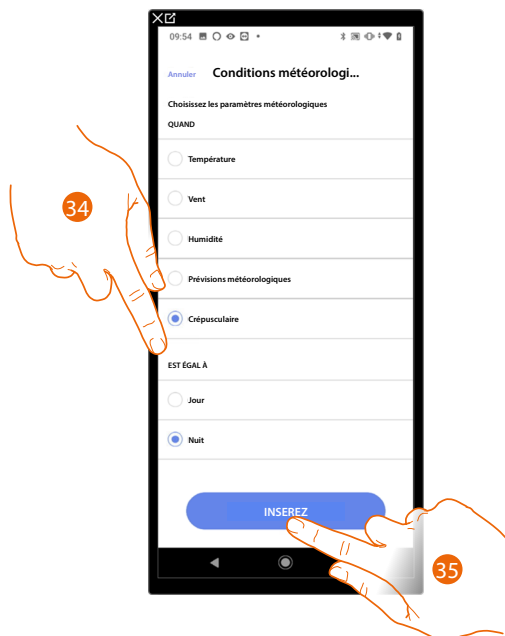 09:54
Annuler Conditions météorologi...
Choisissez les paramètres météorologiques
QUAND
Température
Vent
Humidité
Prévisions météorologiques
Crépusculaire
EST ÉGAL À
Jour
Nuit
INSEREZ
34
35